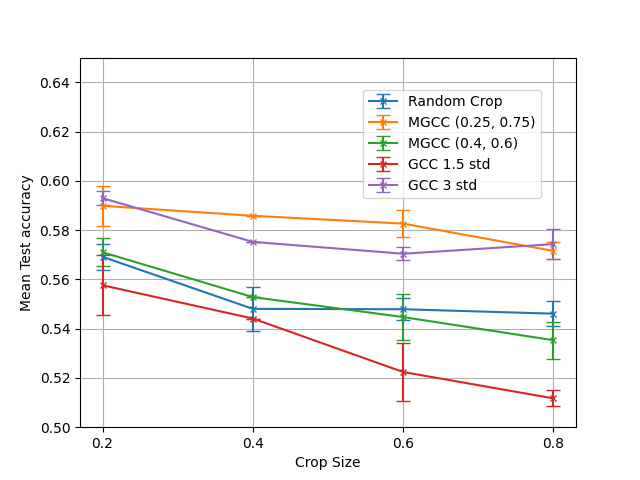 0.64
0.62
0.60
0.58
0.56
0.54
0.52
0.50
Mean Test accuracy
Random Crop
MGCC (0.25, 0.75)
MGCC (0.4, 0.6)
GCC 1.5 std
GCC 3 std
0.2 0.4 0.6 0.8
Crop Size